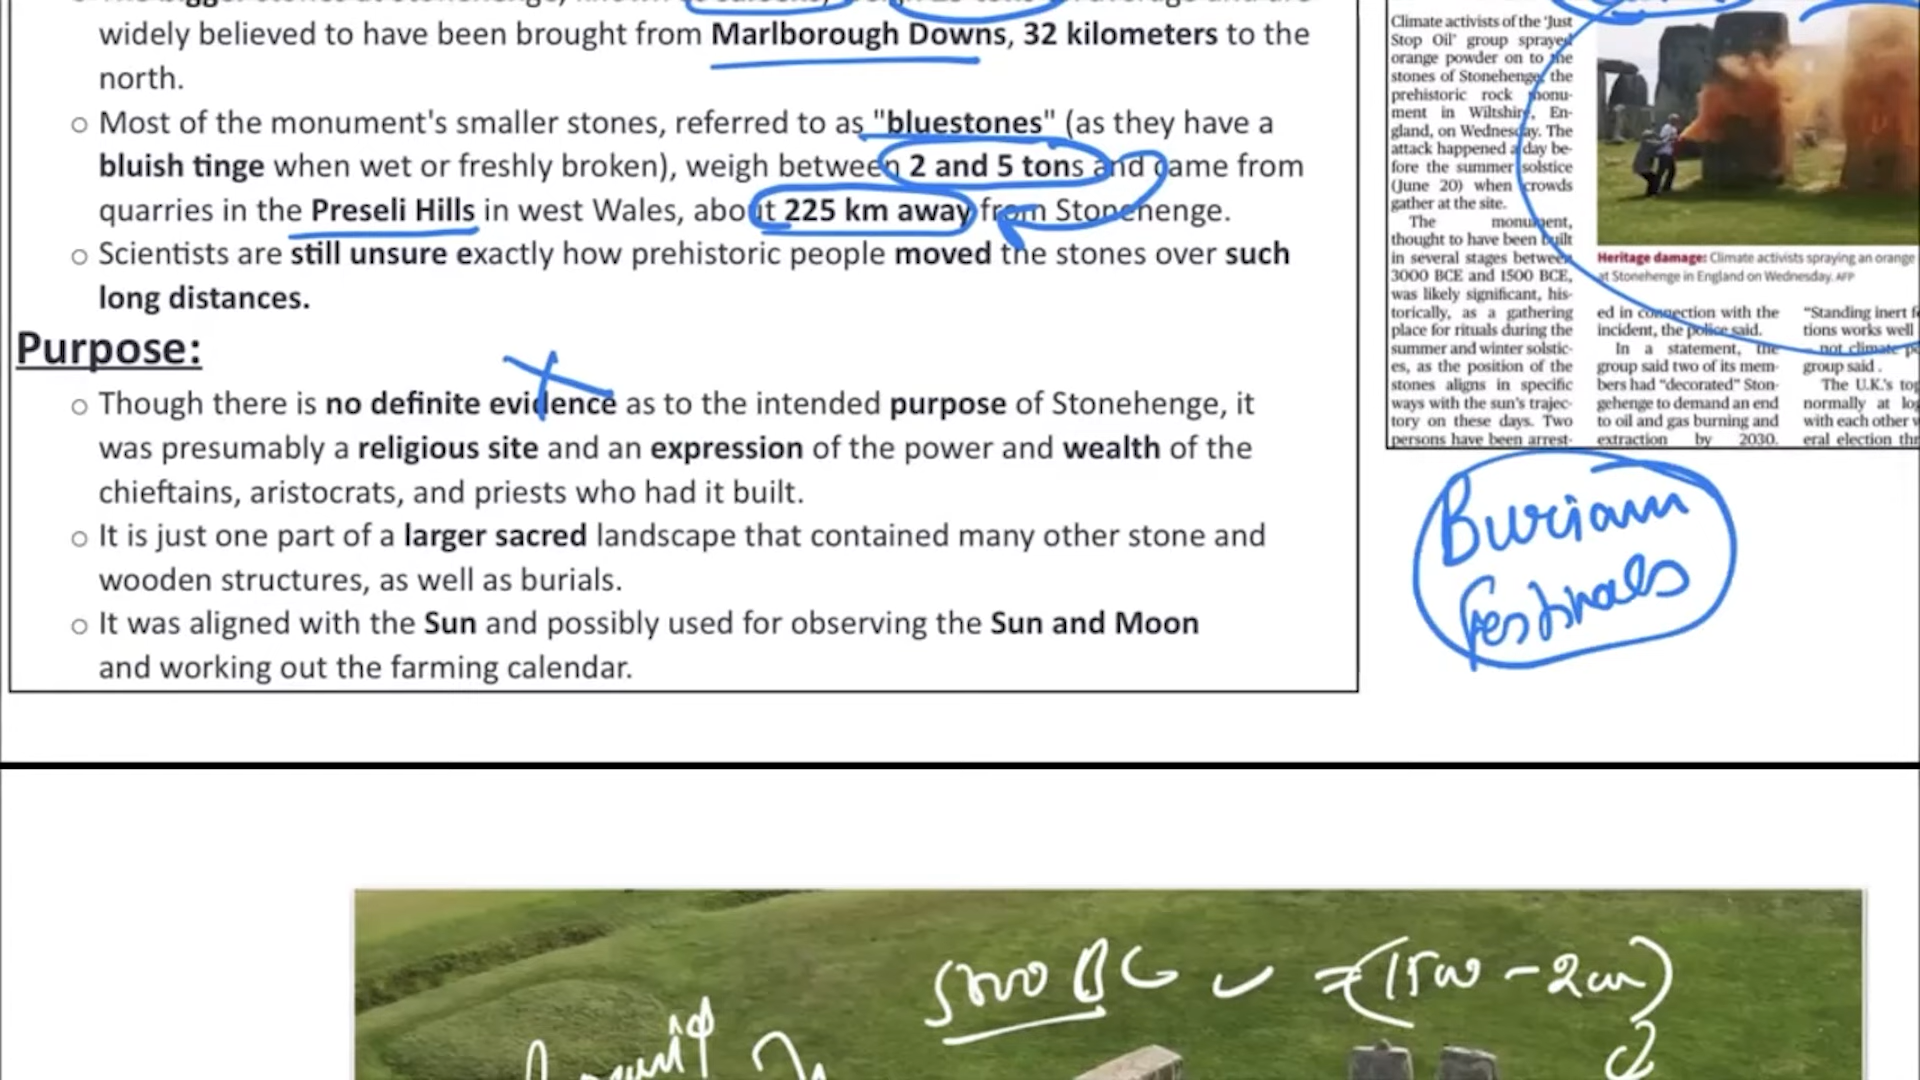 widely believed to have been brought from Marlborough Downs, 32 kilometers to the
north.
○ Most of the monument's smaller stones, referred to as "bluestones" (as they have a
bluish tinge when wet or freshly broken), weigh between 2 and 5 tons and came from
quarries in the Preseli Hills in west Wales, about 225 km away from Stonehenge.
○ Scientists are still unsure exactly how prehistoric people moved the stones over such
long distances.
Purpose:
○ Though there is no definite evidence as to the intended purpose of Stonehenge, it
was presumably a religious site and an expression of the power and wealth of the
chieftains, aristocrats, and priests who had it built.
○ It is just one part of a larger sacred landscape that contained many other stone and
wooden structures, as well as burials.
○ It was aligned with the Sun and possibly used for observing the Sun and Moon
and working out the farming calendar.
Climate activists of the 'Just
Stop Oil' group sprayed
orange powder on to the
stones of Stonehenge, the
prehistoric rock monu-
ment in Wiltshire, En-
gland, on Wednesday. The
attack happened a day be-
fore the summer solstice
(June 20) when crowds
gather at the site.
The monument,
thought to have been built
in several stages between
3000 BCE and 1500 BCE,
was likely significant, his-
torically, as a gathering
place for rituals during the
summer and winter solstic-
es, as the position of the
stones aligns in specific
ways with the sun's trajec-
tory on these days. Two
persons have been arrest-
Heritage damage: Climate activists spraying an orange
at Stonehenge in England on Wednesday. AFP
ed in connection with the
incident, the police said.
In a statement, the
group said two of its mem-
bers had "decorated" Ston-
gehenge to demand an end
to oil and gas burning and
extraction by 2030.
"Standing inert
tions works well
not climate
group said.
The U.K.'s
normally at
with each other
eral election
festivals